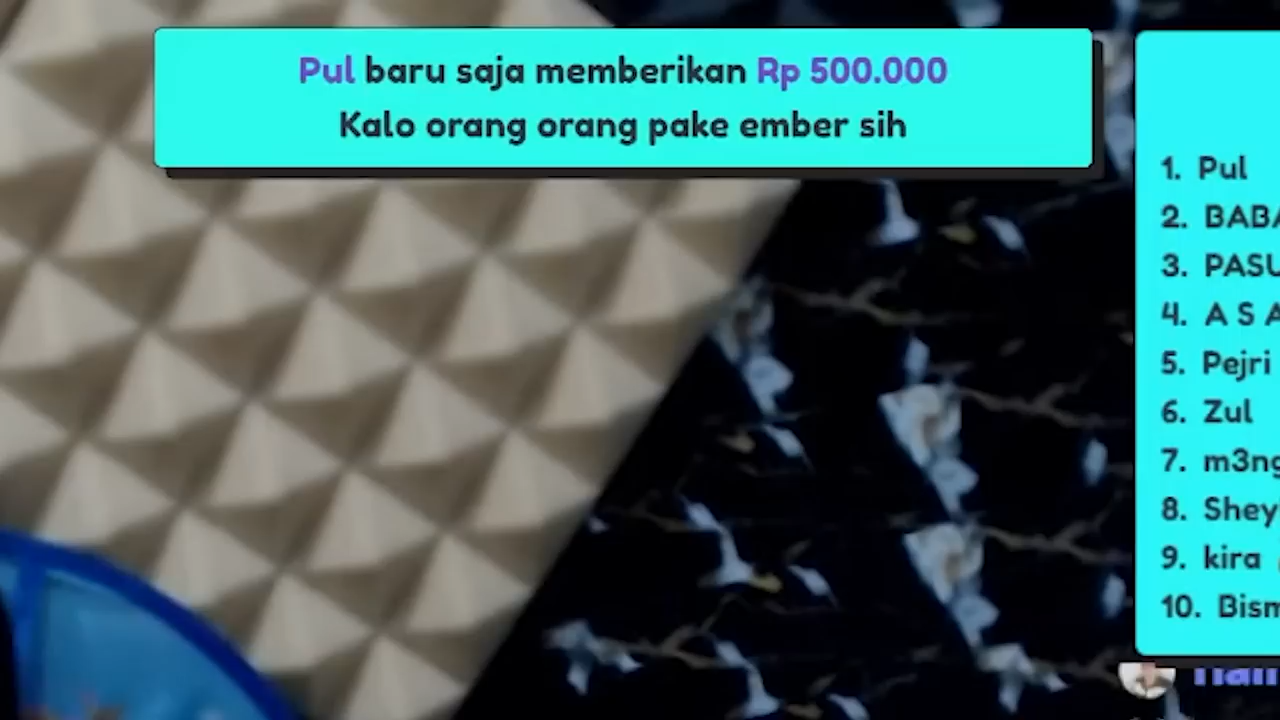 Pul baru saja memberikan Rp 500.000
Kalo orang orang pake ember sih
1. Pul
2.
3.
4. A S
5. Pejri
6. Zul
7.
8.
9. kira
10.